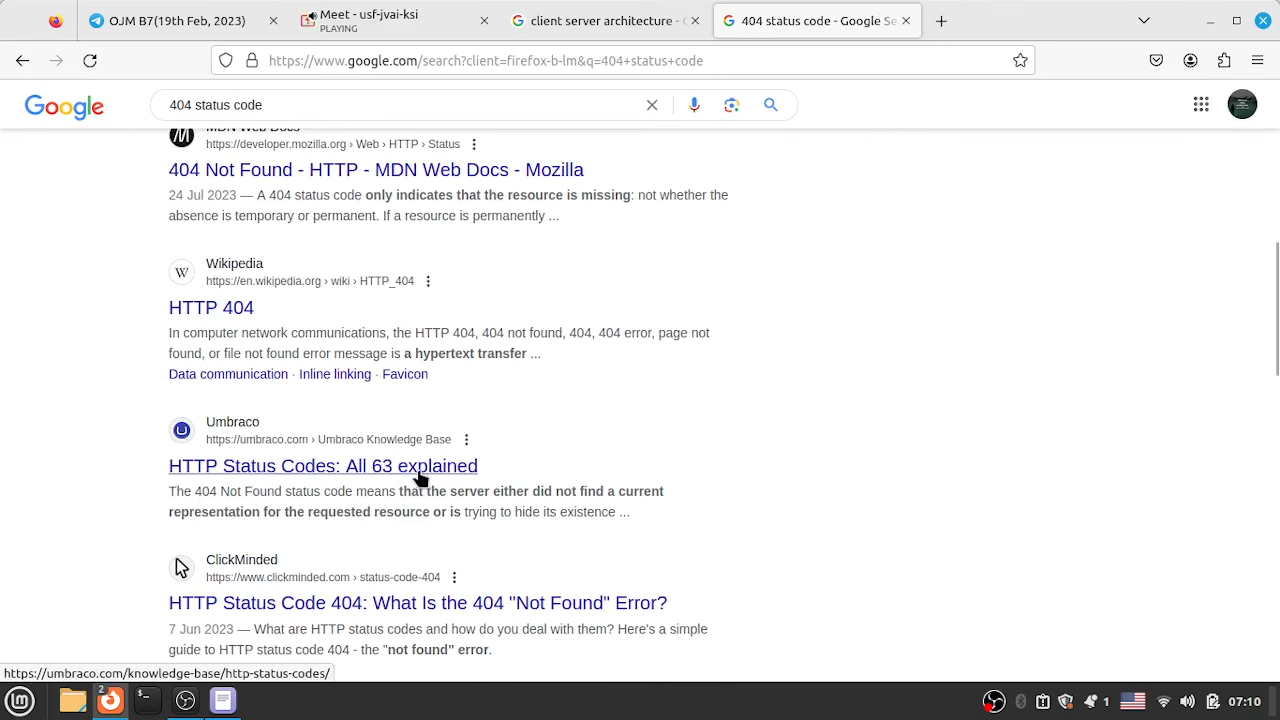 OJM B7(19th Feb, 2023)
Meet - usf-jvai-ksi
PLAYING
client server architecture -
404 status code - Google Se
https://www.google.com/search?client=firefox-b-lm&q=404+status+code
Google
404 status code
MDN Web Docs
https://developer.mozilla.org › Web › HTTP › Status
404 Not Found - HTTP - MDN Web Docs - Mozilla
24 Jul 2023 — A 404 status code only indicates that the resource is missing: not whether the
absence is temporary or permanent. If a resource is permanently ...
W
Wikipedia
https://en.wikipedia.org › wiki › HTTP_404
HTTP 404
In computer network communications, the HTTP 404, 404 not found, 404, 404 error, page not
found, or file not found error message is a hypertext transfer ...
Data communication · Inline linking · Favicon
Umbraco
https://umbraco.com › Umbraco Knowledge Base
HTTP Status Codes: All 63 explained
The 404 Not Found status code means that the server either did not find a current
representation for the requested resource or is trying to hide its existence ...
ClickMinded
https://www.clickminded.com › status-code-404
HTTP Status Code 404: What Is the 404 "Not Found" Error?
7 Jun 2023 — What are HTTP status codes and how do you deal with them? Here's a simple
guide to HTTP status code 404 - the "not found" error.
https://umbraco.com/knowledge-base/http-status-codes/
2
1
07:10